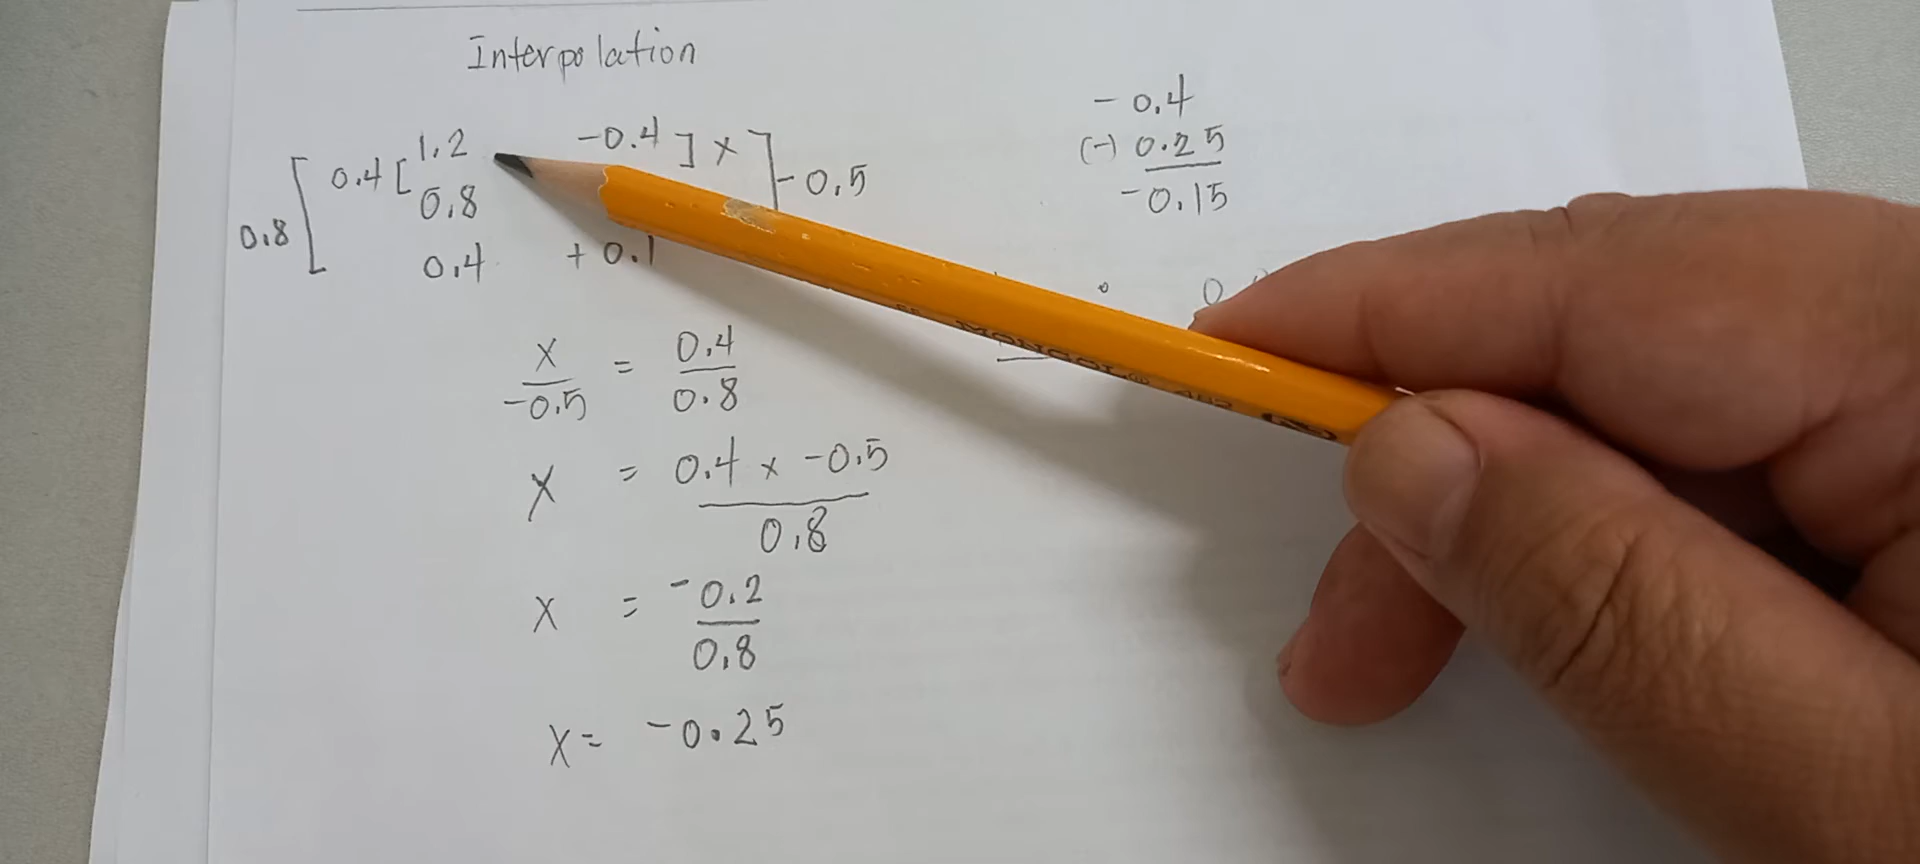 Interpolation
1.2 -0.4 ] x ]
0.4 [ -0.5
0.8
0.8 [
0.4 + 0.1
x = 0.4
-0.5 0.8
x = 0.4 x -0.5
0.8
x = -0.2
0.8
x = -0.25
- 0.4
(-) 0.25
-0.15
MONGOL